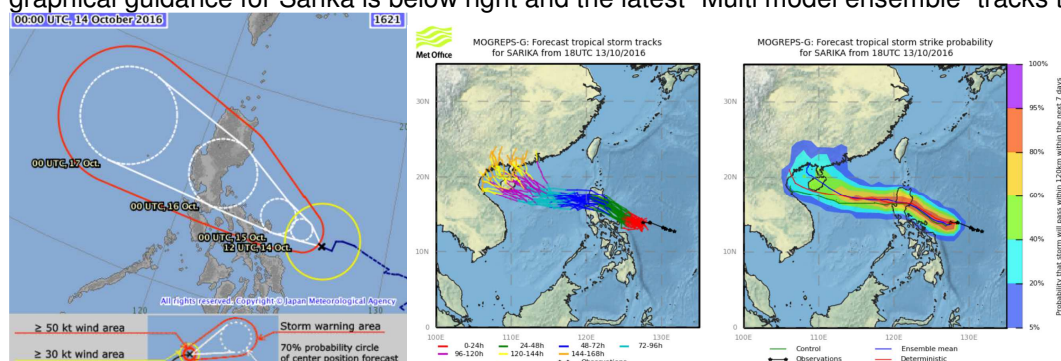 graphical guidance for Sarika is below right and the latest "Multi model ensemble" tracks
00:00 UTC, 14 October 2016
1621
20
00 UTC, 17 Oct.
00 UTC, 16 Oct.
00 UTC, 15 Oct.
12 UTC, 14 Oct.
10
All rights reserved. Copyright © Japan Meteorological Agency
120
130
≥ 50 kt wind area
≥ 30 kt wind area
Storm warning area
70% probability circle
of center position forecast
Met Office
MOGREPS-G: Forecast tropical storm tracks
for SARIKA from 18UTC 13/10/2016
30N
20N
10N
0
100E
110E
120E
130E
0-24h
24-48h
48-72h
72-96h
96-120h
120-144h
144-168h
Observations
MOGREPS-G: Forecast tropical storm strike probability
for SARIKA from 18UTC 13/10/2016
30N
20N
10N
0
100E
110E
120E
130E
Control
Ensemble mean
Observations
Deterministic
100%
95%
80%
60%
40%
20%
5%
Probability that storm will pass within 120km within the next 7 days